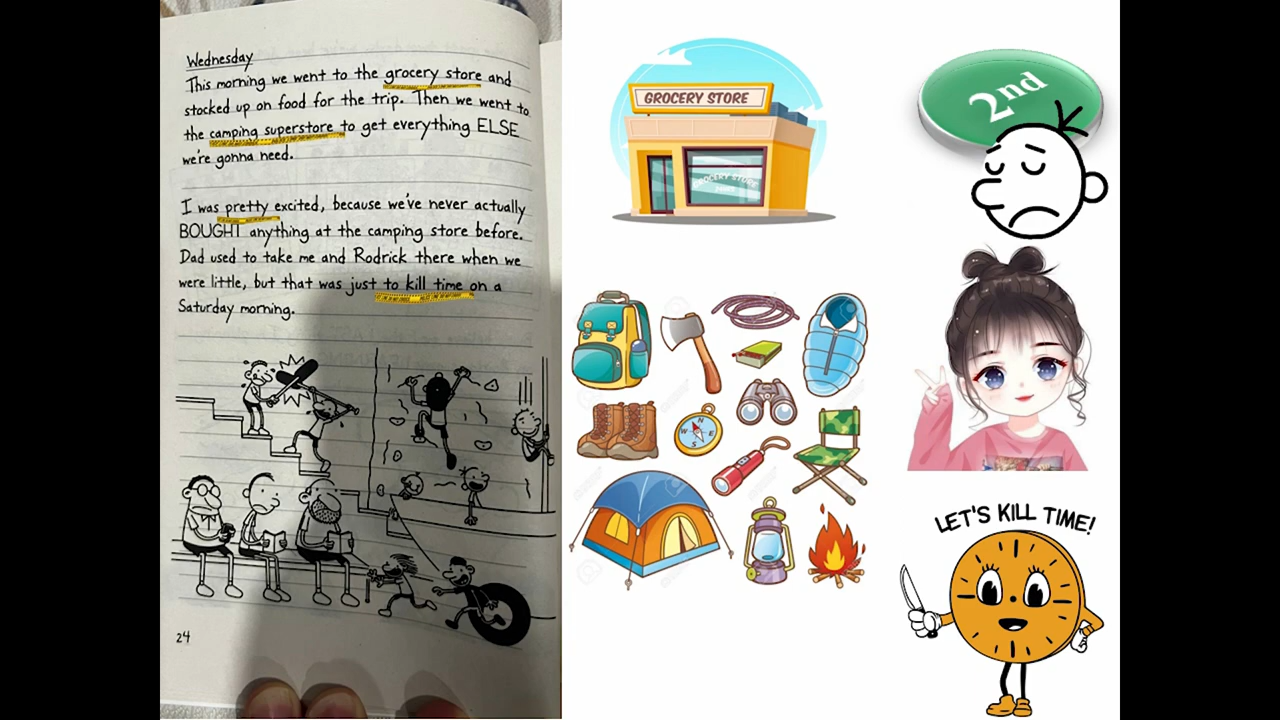 Wednesday
This morning we went to the grocery store and
stocked up on food for the trip. Then we went to
the camping superstore to get everything ELSE
we're gonna need.
I was pretty excited, because we've never actually
BOUGHT anything at the camping store before.
Dad used to take me and Rodrick there when we
were little, but that was just to kill time on a
Saturday morning.
24
GROCERY STORE
GROCERY STORE
2nd
N
E
S
W
LET'S KILL TIME!